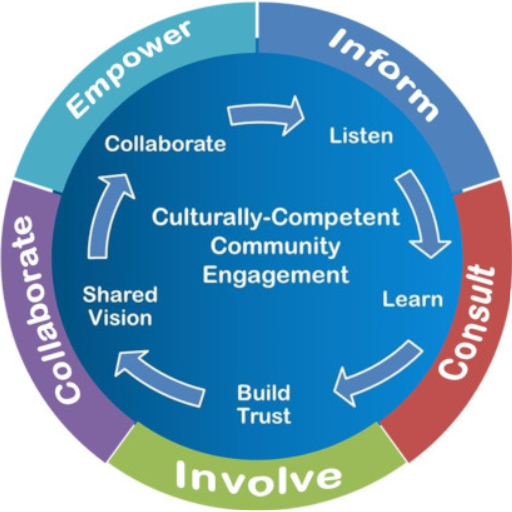 Empower
Inform
Consult
Involve
Collaborate
Culturally-Competent
Community
Engagement
Listen
Learn
Build
Trust
Shared
Vision
Collaborate